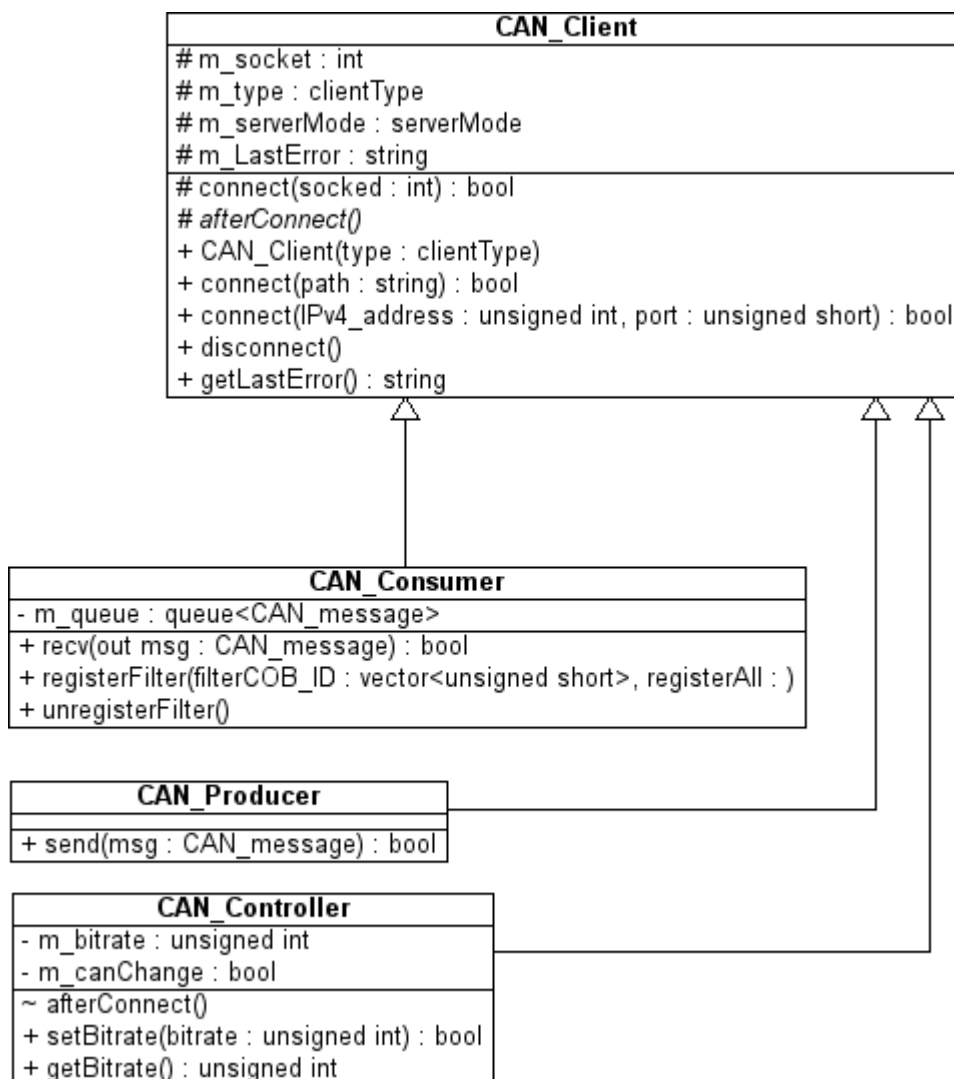 CAN_Client
# m_socket : int
# m_type : clientType
# m_serverMode : serverMode
# m_LastError : string
# connect(socked : int) : bool
# afterConnect()
+ CAN_Client(type : clientType)
+ connect(path : string) : bool
+ connect(IPv4_address : unsigned int, port : unsigned short) : bool
+ disconnect()
+ getLastError() : string
CAN_Consumer
- m_queue : queue<CAN_message>
+ recv(out msg : CAN_message) : bool
+ registerFilter(filterCOB_ID : vector<unsigned short>, registerAll : )
+ unregisterFilter()
CAN_Producer
+ send(msg : CAN_message) : bool
CAN_Controller
- m_bitrate : unsigned int
- m_canChange : bool
~ afterConnect()
+ setBitrate(bitrate : unsigned int) : bool
+ getBitrate() : unsigned int